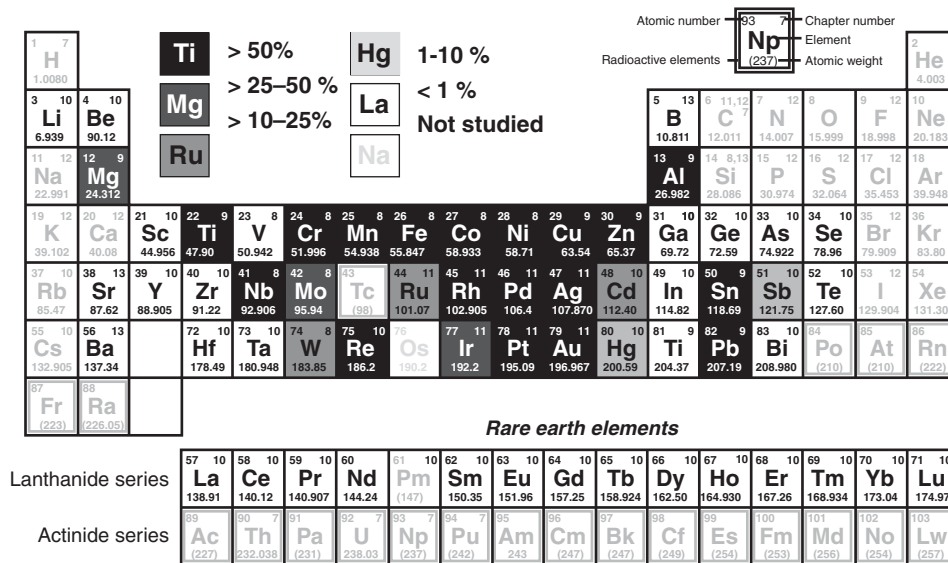 Atomic number 93 7 Chapter number
Np Element
Radioactive elements (237) Atomic weight
Ti > 50%
Mg > 25–50 %
Ru > 10–25%
Hg 1-10 %
La < 1 %
Na Not studied
1 7 2
H He
1.0080 4.003
3 10 4 10 5 13 6 11,12 7 7 12 8 12 9 12 10
Li Be B C N O F Ne
6.939 90.12 10.811 12.011 14.007 15.999 18.998 20.183
11 12 12 9 13 9 14 8,13 15 12 16 12 17 12 18
Na Mg Al Si P S Cl Ar
22.991 24.312 26.982 28.086 30.974 32.064 35.453 39.948
19 12 20 12 21 10 22 9 23 9 24 8 25 8 26 8 27 8 28 8 29 9 30 9 31 10 32 10 33 10 34 10 35 12 36
K Ca Sc Ti V Cr Mn Fe Co Ni Cu Zn Ga Ge As Se Br Kr
39.102 40.08 44.956 47.90 50.942 51.996 54.938 55.847 58.933 58.71 63.54 65.37 69.72 72.59 74.922 78.96 79.909 83.80
37 10 38 13 39 10 40 10 41 8 42 8 43 44 11 45 11 46 11 47 11 48 10 49 10 50 9 51 10 52 10 53 12 54
Rb Sr Y Zr Nb Mo Tc Ru Rh Pd Ag Cd In Sn Sb Te I Xe
85.47 87.62 88.905 91.22 92.906 95.94 (98) 101.07 102.905 106.4 107.870 112.40 114.82 118.69 121.75 127.60 129.904 131.30
55 10 56 13 72 10 73 10 74 8 75 10 76 77 11 78 11 79 11 80 10 81 9 82 9 83 10 84 85 86
Cs Ba Hf Ta W Re Os Ir Pt Au Hg Ti Pb Bi Po At Rn
132.905 137.34 178.49 180.948 183.85 186.2 190.2 192.2 195.09 196.967 200.59 204.37 207.19 208.980 (210) (210) (222)
87 88
Fr Ra
(223) (226.05)
Rare earth elements
57 10 58 10 59 10 60 61 10 62 10 63 10 64 10 65 10 66 10 67 10 68 10 69 10 70 10 71 10
Lanthanide series La Ce Pr Nd Pm Sm Eu Gd Tb Dy Ho Er Tm Yb Lu
138.91 140.12 140.907 144.24 (147) 150.35 151.96 157.25 158.924 162.50 164.930 167.26 168.934 173.04 174.97
89 90 7 91 92 7 93 7 94 7 95 96 97 98 99 100 101 102 103
Actinide series Ac Th Pa U Np Pu Am Cm Bk Cf Es Fm Md No Lw
(227) 232.038 (231) 238.03 (237) (242) 243 (247) (247) (249) (254) (253) (256) (254) (257)